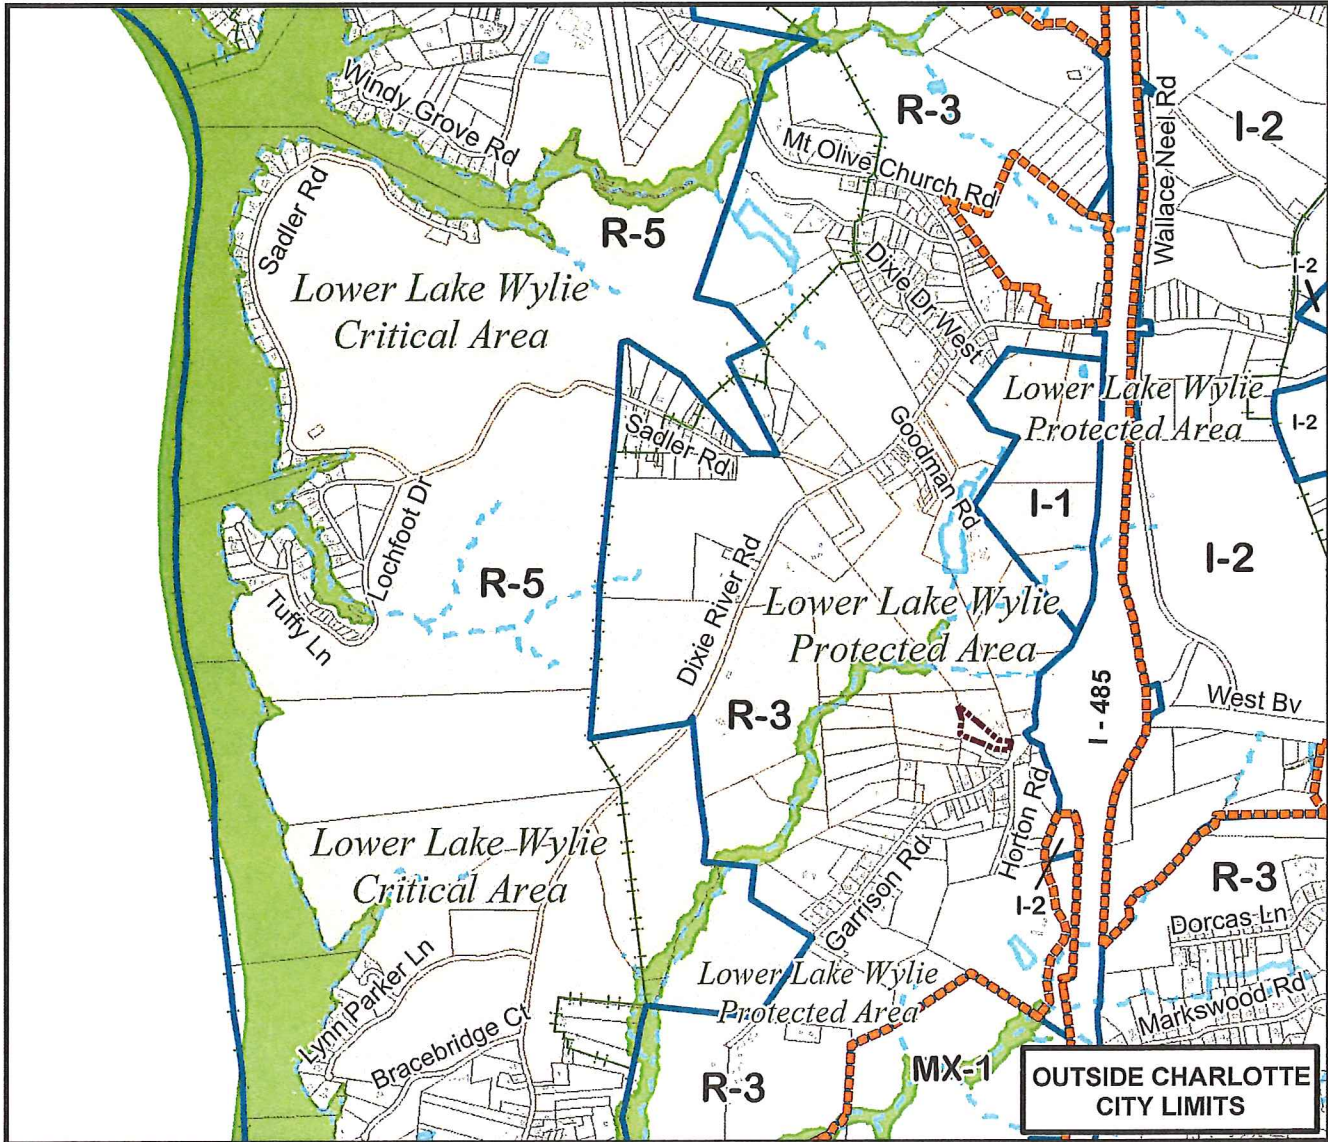 Windy Grove Rd
R-3
Wallace Neel Rd
I-2
Mt Olive Church Rd
Sadler Rd
R-5
Dixie Dr West
I-2
Lower Lake Wylie
Critical Area
Lower Lake Wylie
Protected Area
I-2
Sadler Rd
Goodman Rd
I-1
Lochfoot Dr
R-5
I-2
Dixie River Rd
Tuffy Ln
Lower Lake Wylie
Protected Area
R-3
I - 485
West Bv
Horton Rd
Lower Lake Wylie
Critical Area
Garrison Rd
I-2
R-3
Dorcas Ln
Lynn Parker Ln
Lower Lake Wylie
Protected Area
Markswood Rd
Bracebridge Ct
R-3
MX-1
OUTSIDE CHARLOTTE
CITY LIMITS